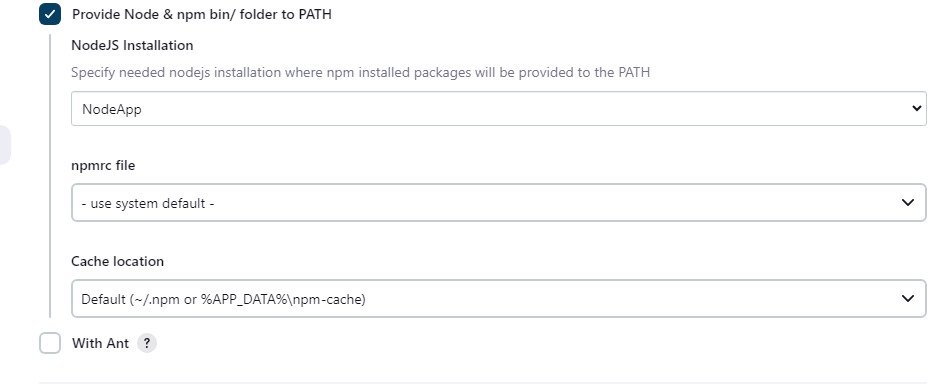 Provide Node & npm bin/ folder to PATH
NodeJS Installation
Specify needed nodejs installation where npm installed packages will be provided to the PATH
NodeApp
npmrc file
- use system default -
Cache location
Default (~/.npm or %APP_DATA%\npm-cache)
With Ant ?